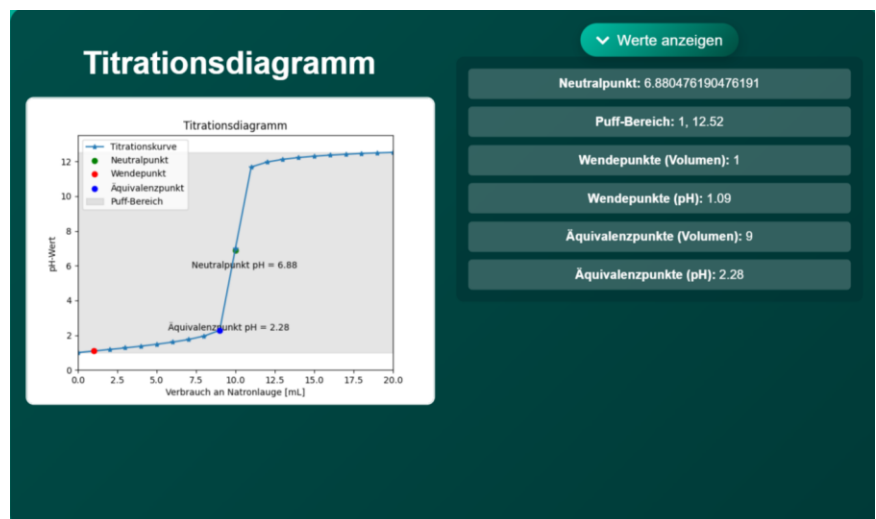 Titrationsdiagramm
Titrationsdiagramm
Titrationskurve
Neutralpunkt
Wendepunkt
Äquivalenzpunkt
Puff-Bereich
pH-Wert
12
10
8
6
4
2
0
Neutralpunkt pH = 6.88
Äquivalenzpunkt pH = 2.28
0.0 2.5 5.0 7.5 10.0 12.5 15.0 17.5 20.0
Verbrauch an Natronlauge [mL]
Werte anzeigen
Neutralpunkt: 6.880476190476191
Puff-Bereich: 1, 12.52
Wendepunkte (Volumen): 1
Wendepunkte (pH): 1.09
Äquivalenzpunkte (Volumen): 9
Äquivalenzpunkte (pH): 2.28